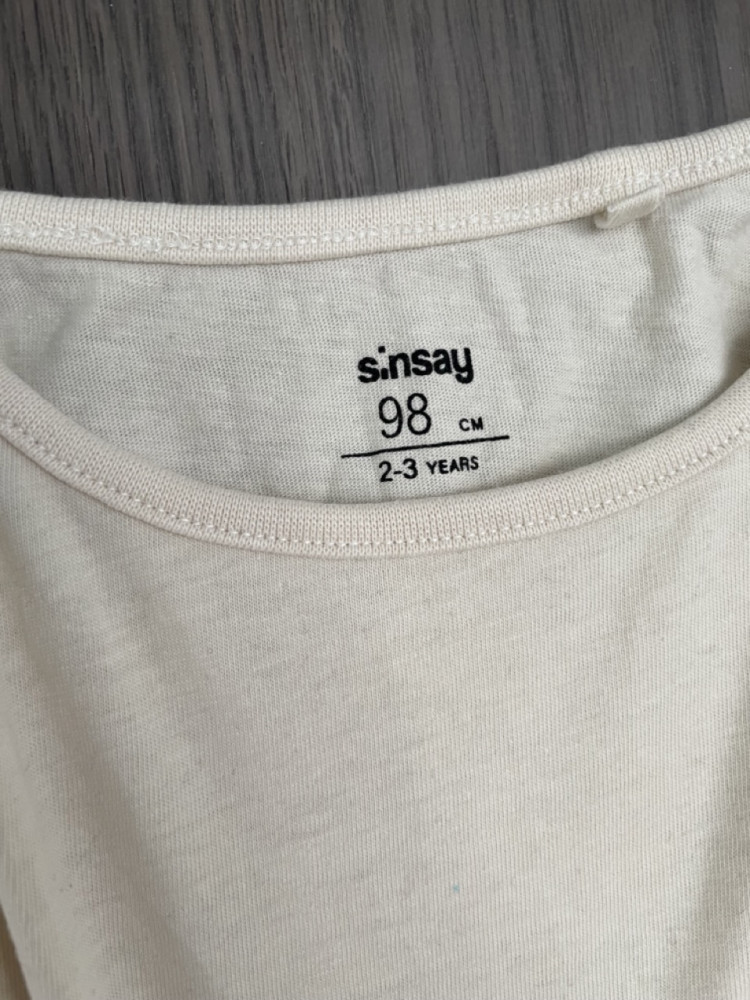 sinsay
98 CM
2-3 YEARS